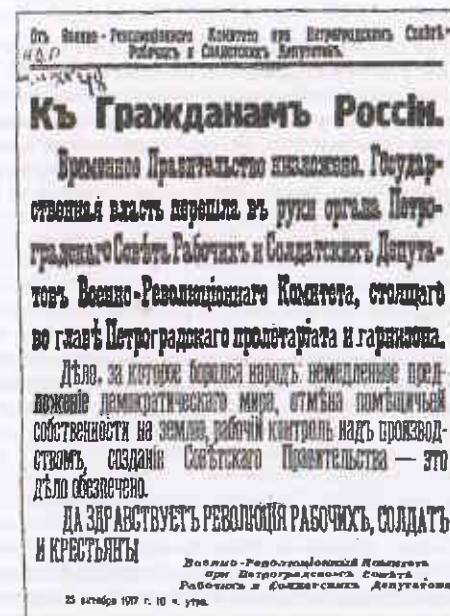 Отъ Военно-Революціоннаго Комитета при Петроградскомъ Совѣтѣ
Рабочихъ и Солдатскихъ Депутатовъ.
Къ Гражданамъ Россіи.
Временное Правительство низложено. Государ-
ственная власть перешла въ руки органа Петро-
градскаго Совѣта Рабочихъ и Солдатскихъ Депута-
товъ Военно-Революціоннаго Комитета, стоящаго
во главѣ Петроградскаго пролетаріата и гарнизона.
Дѣло, за которое боролся народъ: немедленное пред-
ложеніе демократическаго мира, отмѣна помѣщичьей
собственности на землю, рабочій контроль надъ производ-
ствомъ, созданіе Совѣтскаго Правительства — это
дѣло обезпечено.
ДА ЗДРАВСТВУЕТЪ РЕВОЛЮЦІЯ РАБОЧИХЪ, СОЛДАТЪ
И КРЕСТЬЯНЪ!
Военно-Революціонный Комитетъ
при Петроградскомъ Совѣтѣ
Рабочихъ и Солдатскихъ Депутатовъ
25 октября 1917 г. 10 ч. утра.